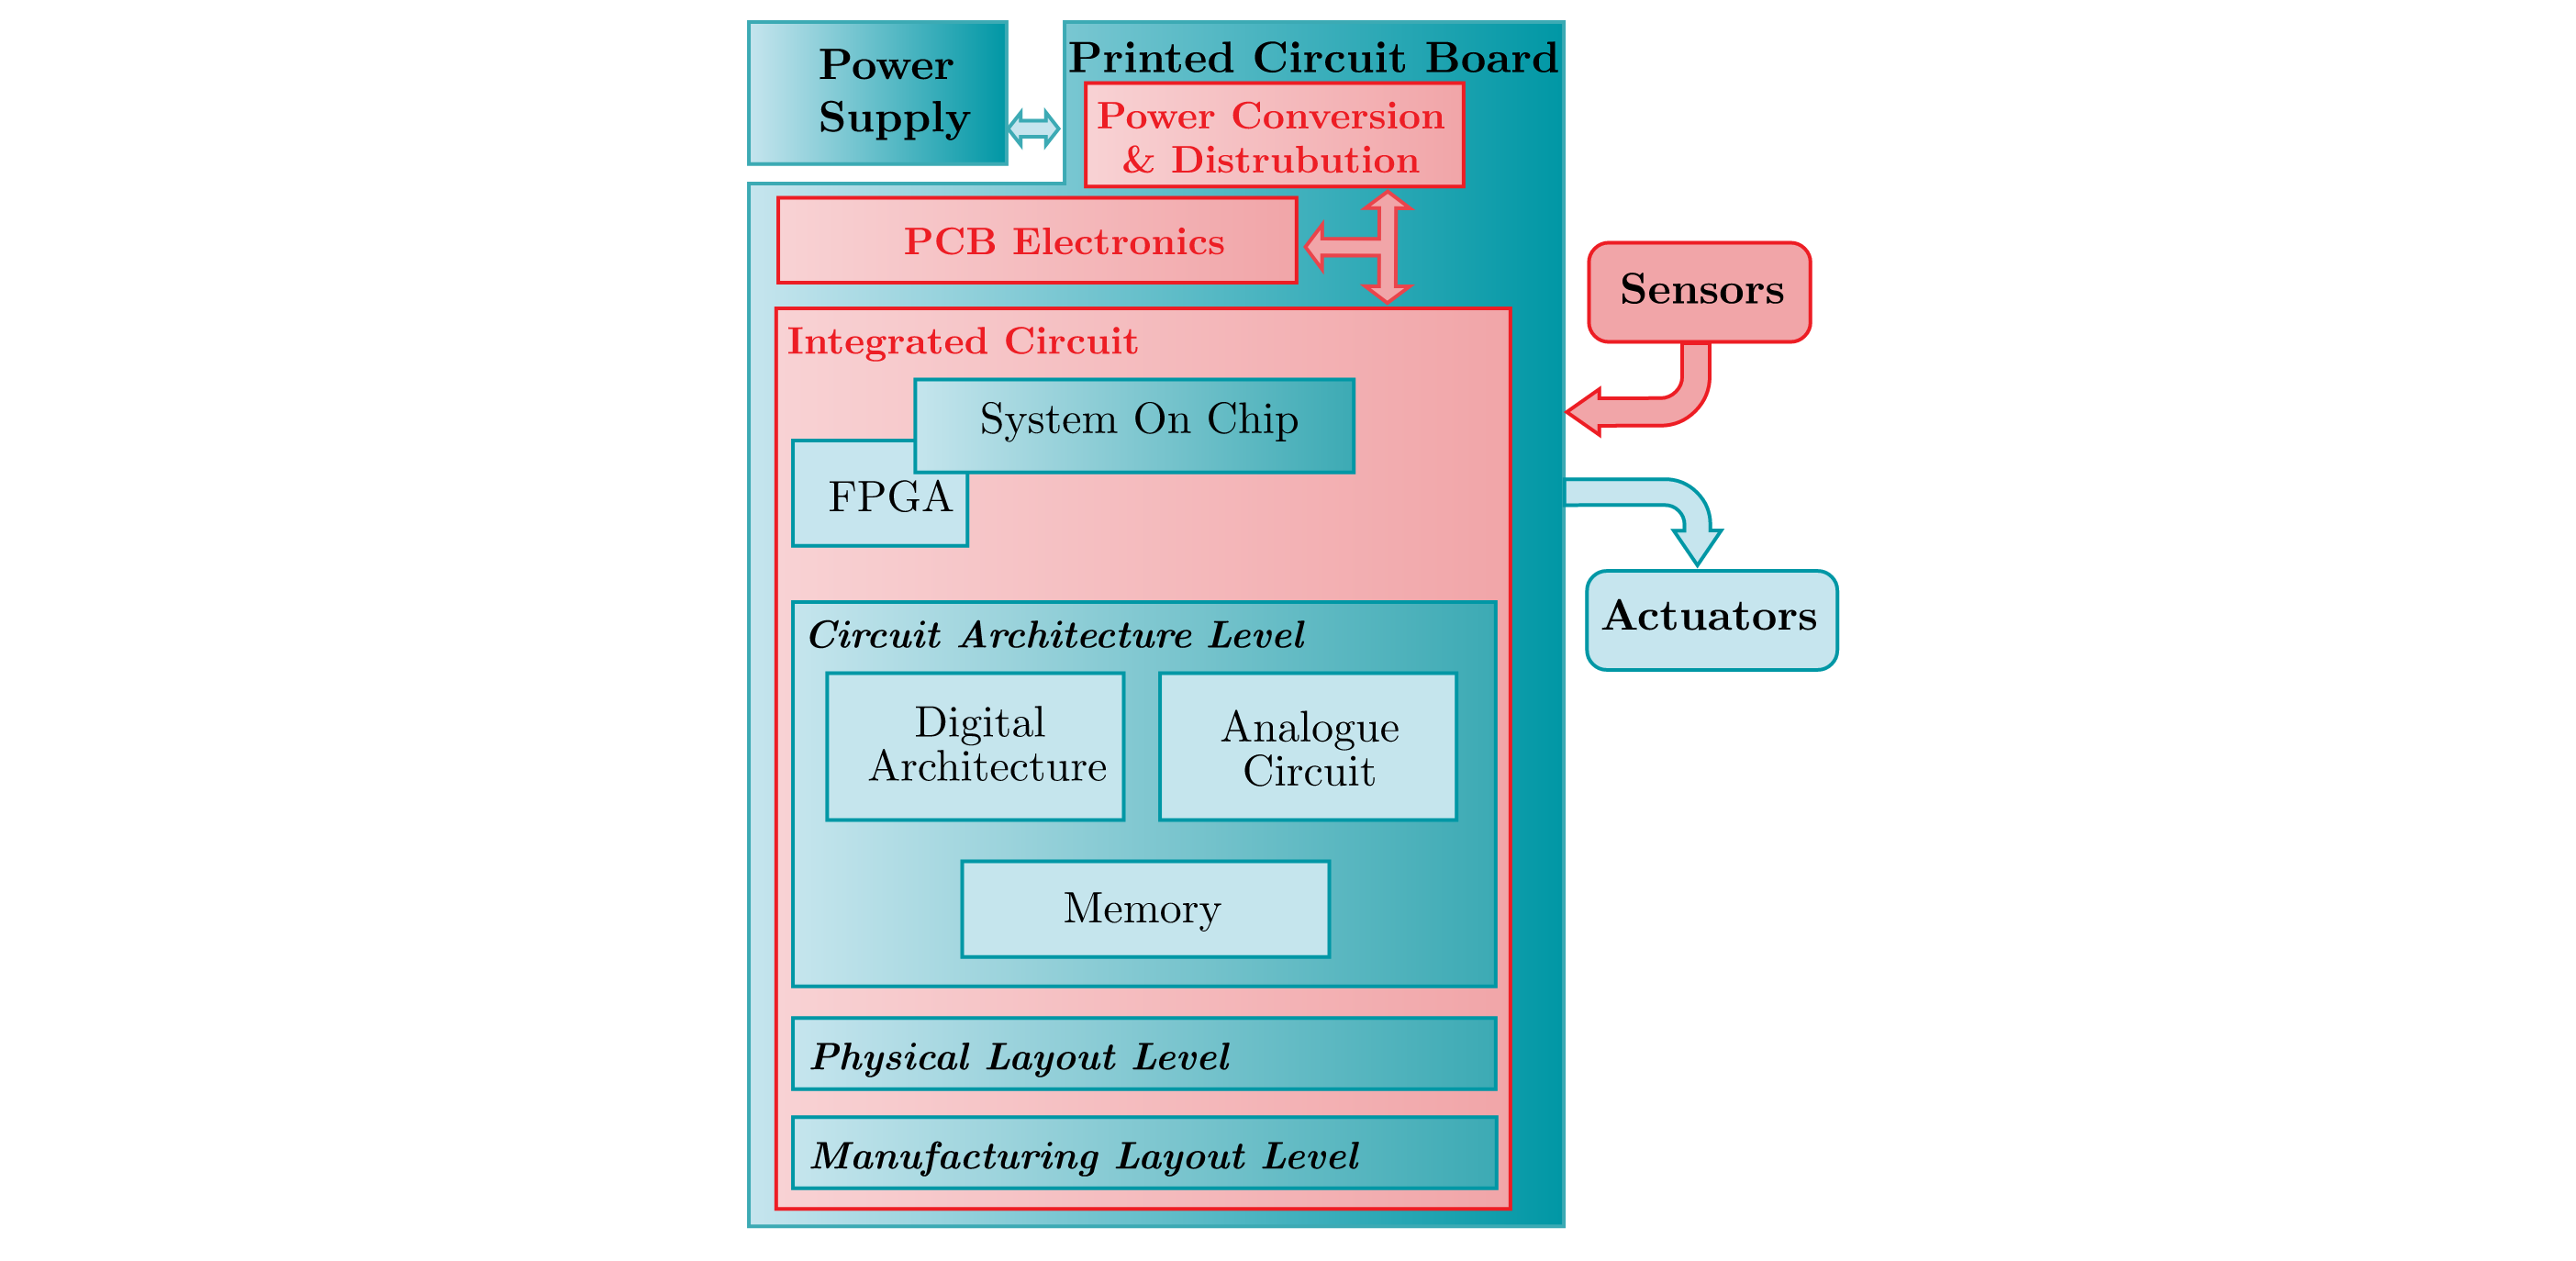 Power
Supply
Printed Circuit Board
Power Conversion
& Distrubution
PCB Electronics
Sensors
Integrated Circuit
System On Chip
FPGA
Actuators
Circuit Architecture Level
Digital
Architecture
Analogue
Circuit
Memory
Physical Layout Level
Manufacturing Layout Level